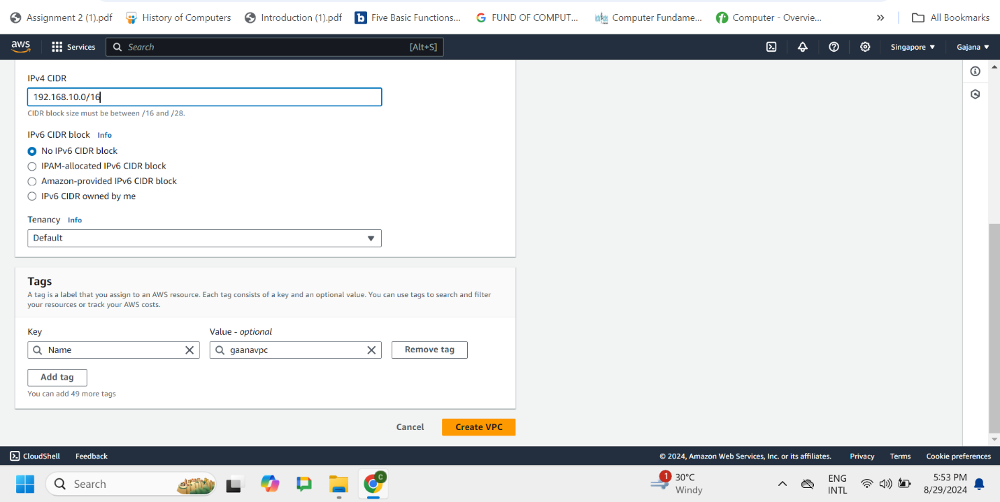 Assignment 2 (1).pdf History of Computers Introduction (1).pdf b Five Basic Functions... G FUND OF COMPUT... Computer Fundame... Computer - Overvie... » All Bookmarks
aws Services Search [Alt+S] Singapore Gajana
IPv4 CIDR
192.168.10.0/16
CIDR block size must be between /16 and /28.
IPv6 CIDR block Info
No IPv6 CIDR block
IPAM-allocated IPv6 CIDR block
Amazon-provided IPv6 CIDR block
IPv6 CIDR owned by me
Tenancy Info
Default
Tags
A tag is a label that you assign to an AWS resource. Each tag consists of a key and an optional value. You can use tags to search and filter
your resources or track your AWS costs.
Key Value - optional
Name gaanavpc Remove tag
Add tag
You can add 49 more tags
Cancel Create VPC
CloudShell Feedback © 2024, Amazon Web Services, Inc. or its affiliates. Privacy Terms Cookie preferences
Search C 1 30°C ENG 5:53 PM
Windy INTL 8/29/2024